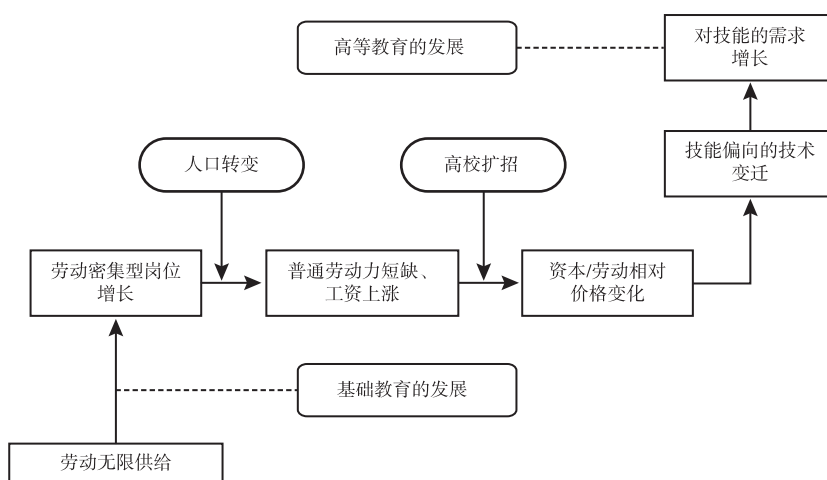 高等教育的发展
对技能的需求
增长
人口转变
高校扩招
技能偏向的技术
变迁
劳动密集型岗位
增长
普通劳动力短缺、
工资上涨
资本/劳动相对
价格变化
基础教育的发展
劳动无限供给